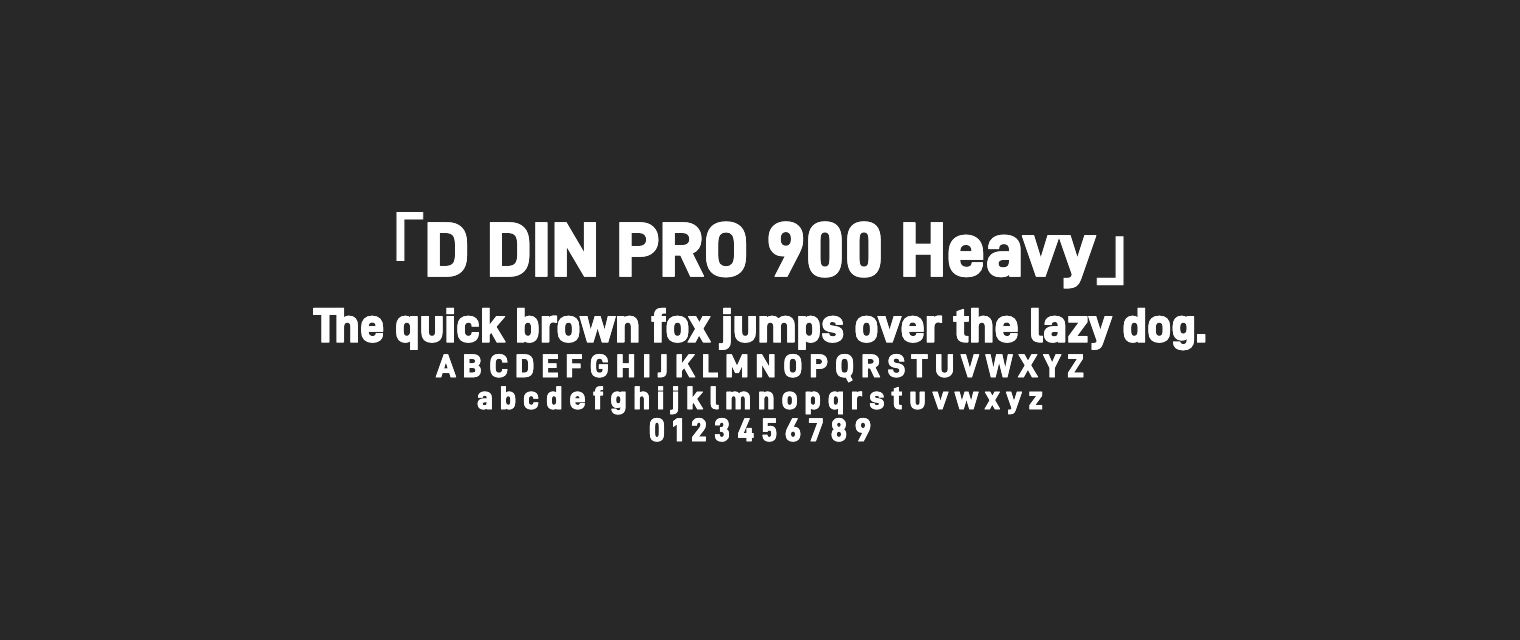 「D DIN PRO 900 Heavy」
The quick brown fox jumps over the lazy dog.
A B C D E F G H I J K L M N O P Q R S T U V W X Y Z
a b c d e f g h i j k l m n o p q r s t u v w x y z
0 1 2 3 4 5 6 7 8 9